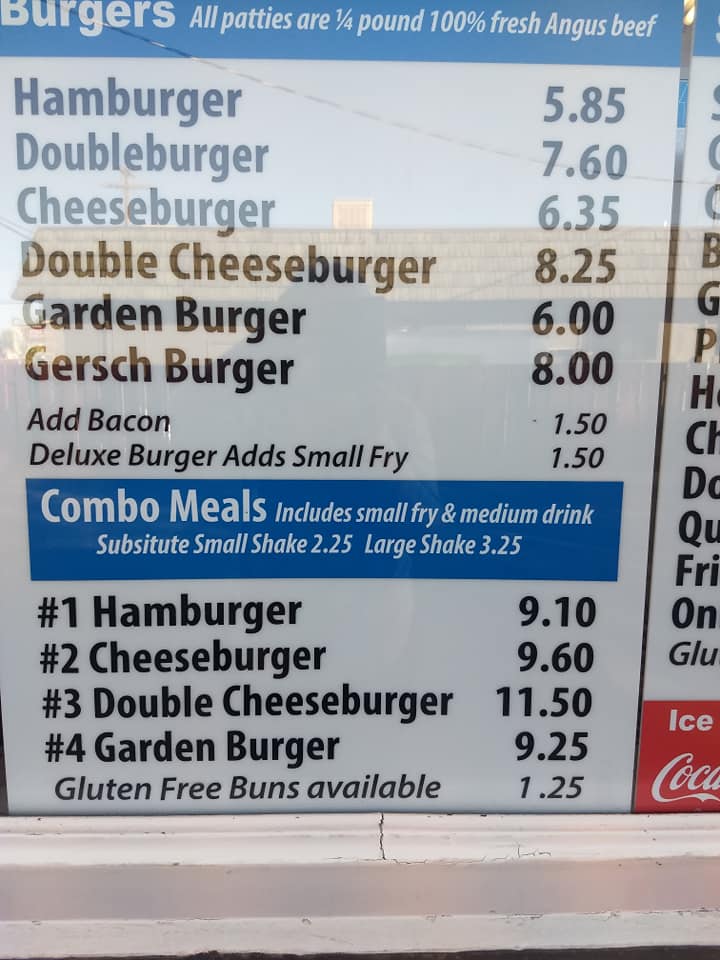 Burgers All patties are ¼ pound 100% fresh Angus beef
Hamburger 5.85
Doubleburger 7.60
Cheeseburger 6.35
Double Cheeseburger 8.25
Garden Burger 6.00
Gersch Burger 8.00
Add Bacon 1.50
Deluxe Burger Adds Small Fry 1.50
Combo Meals Includes small fry & medium drink
Subsitute Small Shake 2.25 Large Shake 3.25
#1 Hamburger 9.10
#2 Cheeseburger 9.60
#3 Double Cheeseburger 11.50
#4 Garden Burger 9.25
Gluten Free Buns available 1.25
Ice